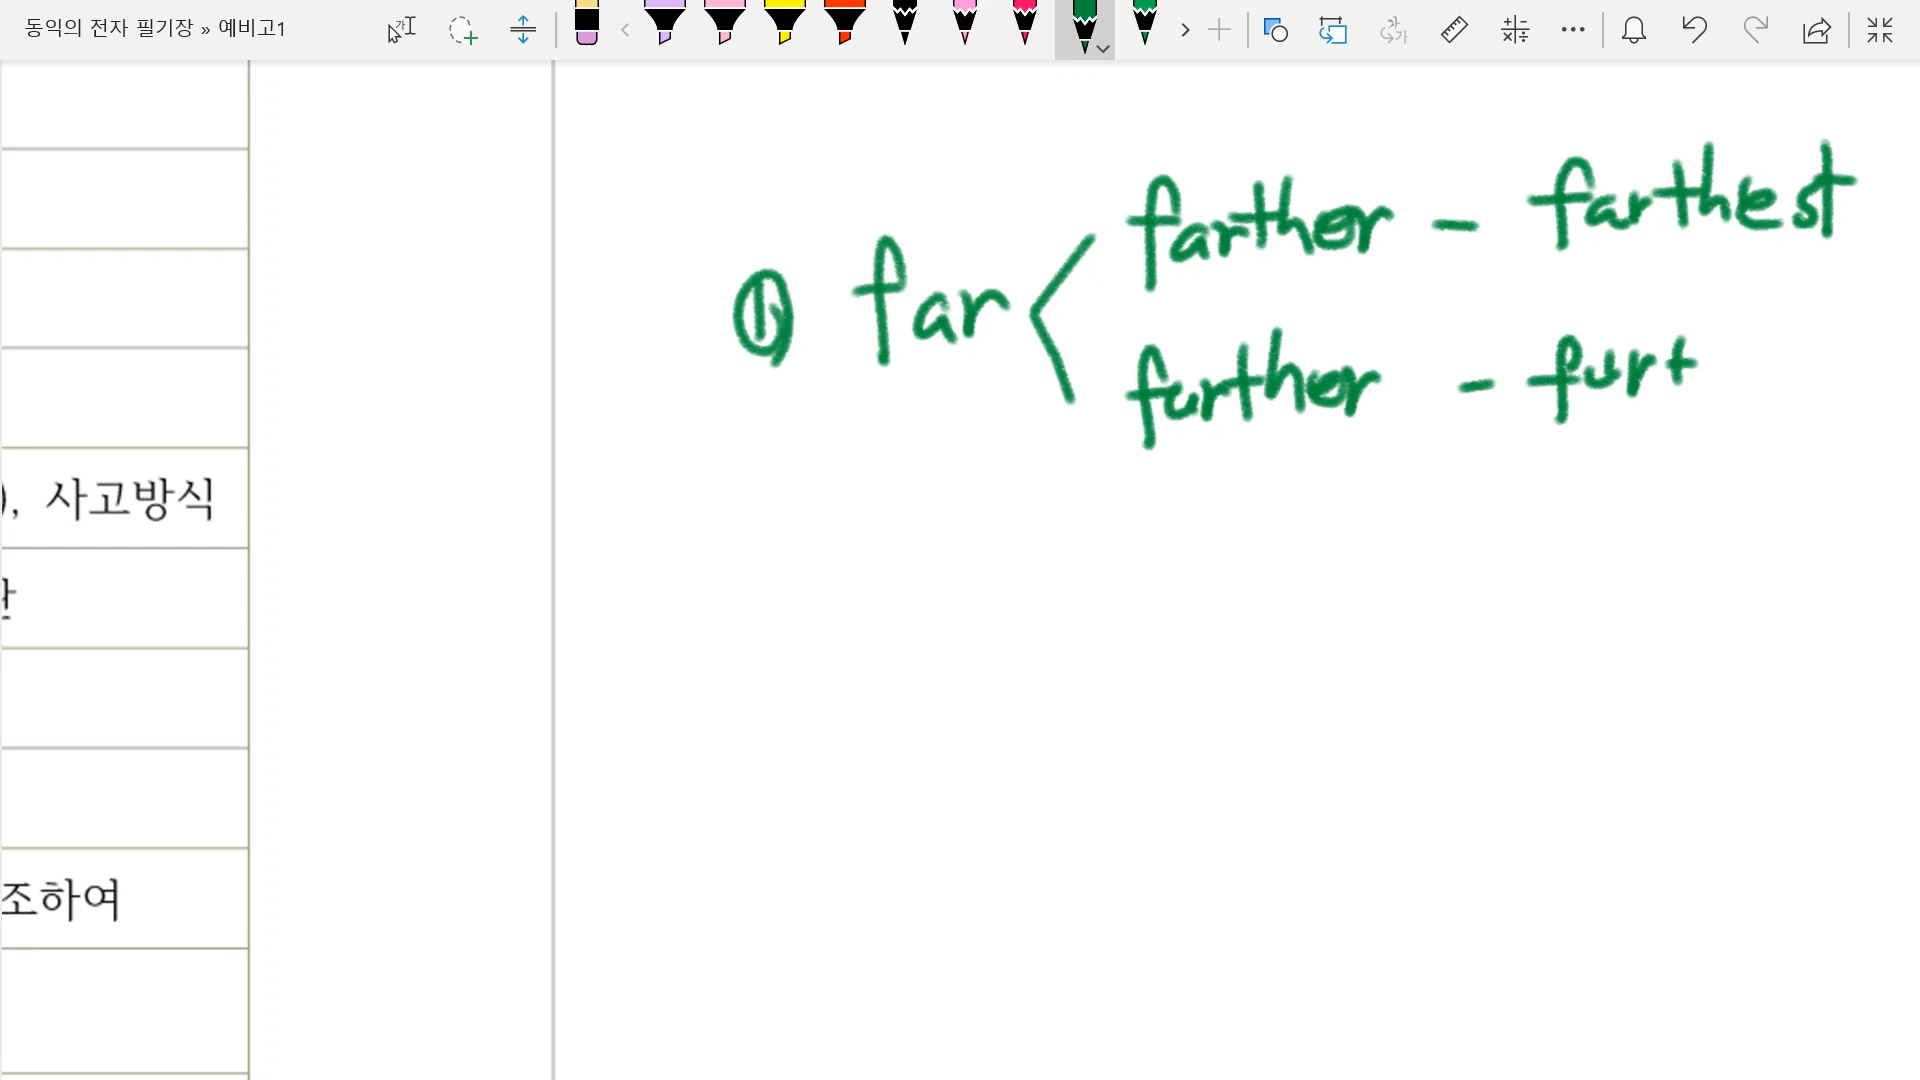 동익의 전자 필기장 » 예비고1
farther - farthest
① far
further - furt
), 사고방식
조하여